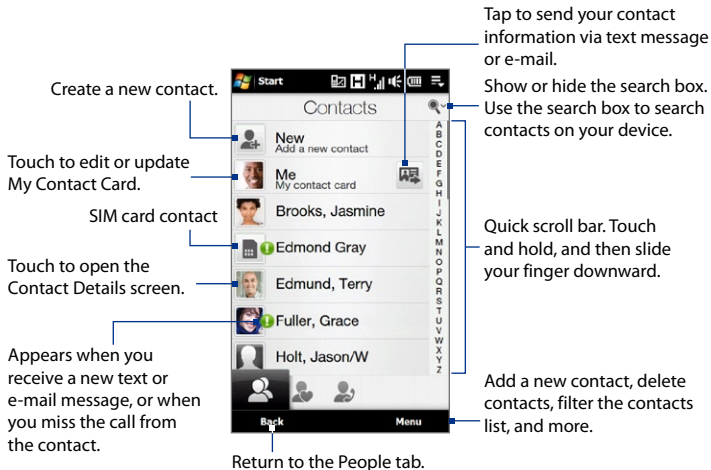 Tap to send your contact
information via text message
or e-mail.
Create a new contact.
Show or hide the search box.
Use the search box to search
contacts on your device.
Touch to edit or update
My Contact Card.
SIM card contact
Touch to open the
Contact Details screen.
Quick scroll bar. Touch
and hold, and then slide
your finger downward.
Appears when you
receive a new text or
e-mail message, or when
you miss the call from
the contact.
Add a new contact, delete
contacts, filter the contacts
list, and more.
Return to the People tab.
Start
H
H
Contacts
New
Add a new contact
Me
My contact card
Brooks, Jasmine
Edmond Gray
Edmund, Terry
Fuller, Grace
Holt, Jason/W
A
B
C
D
E
F
G
H
I
J
K
L
M
N
O
P
Q
R
S
T
U
V
W
X
Y
Z
Back
Menu